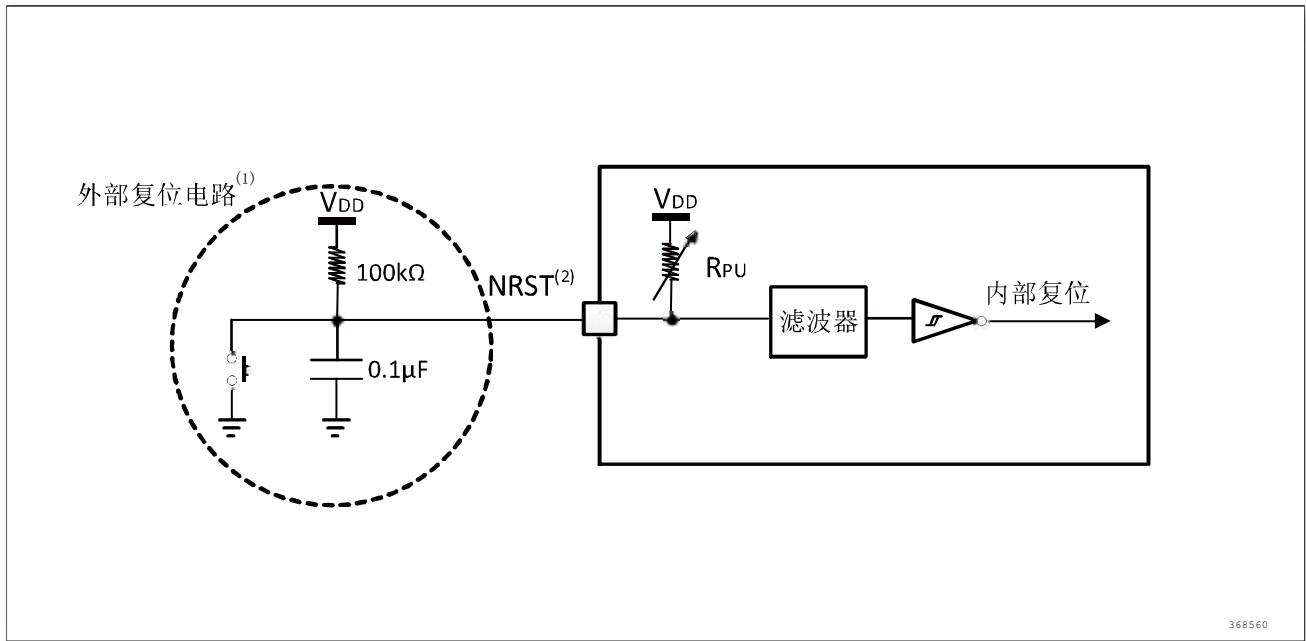 外部复位电路(1)
VDD
100kΩ
0.1μF
NRST(2)
VDD
RPU
滤波器
内部复位
368560